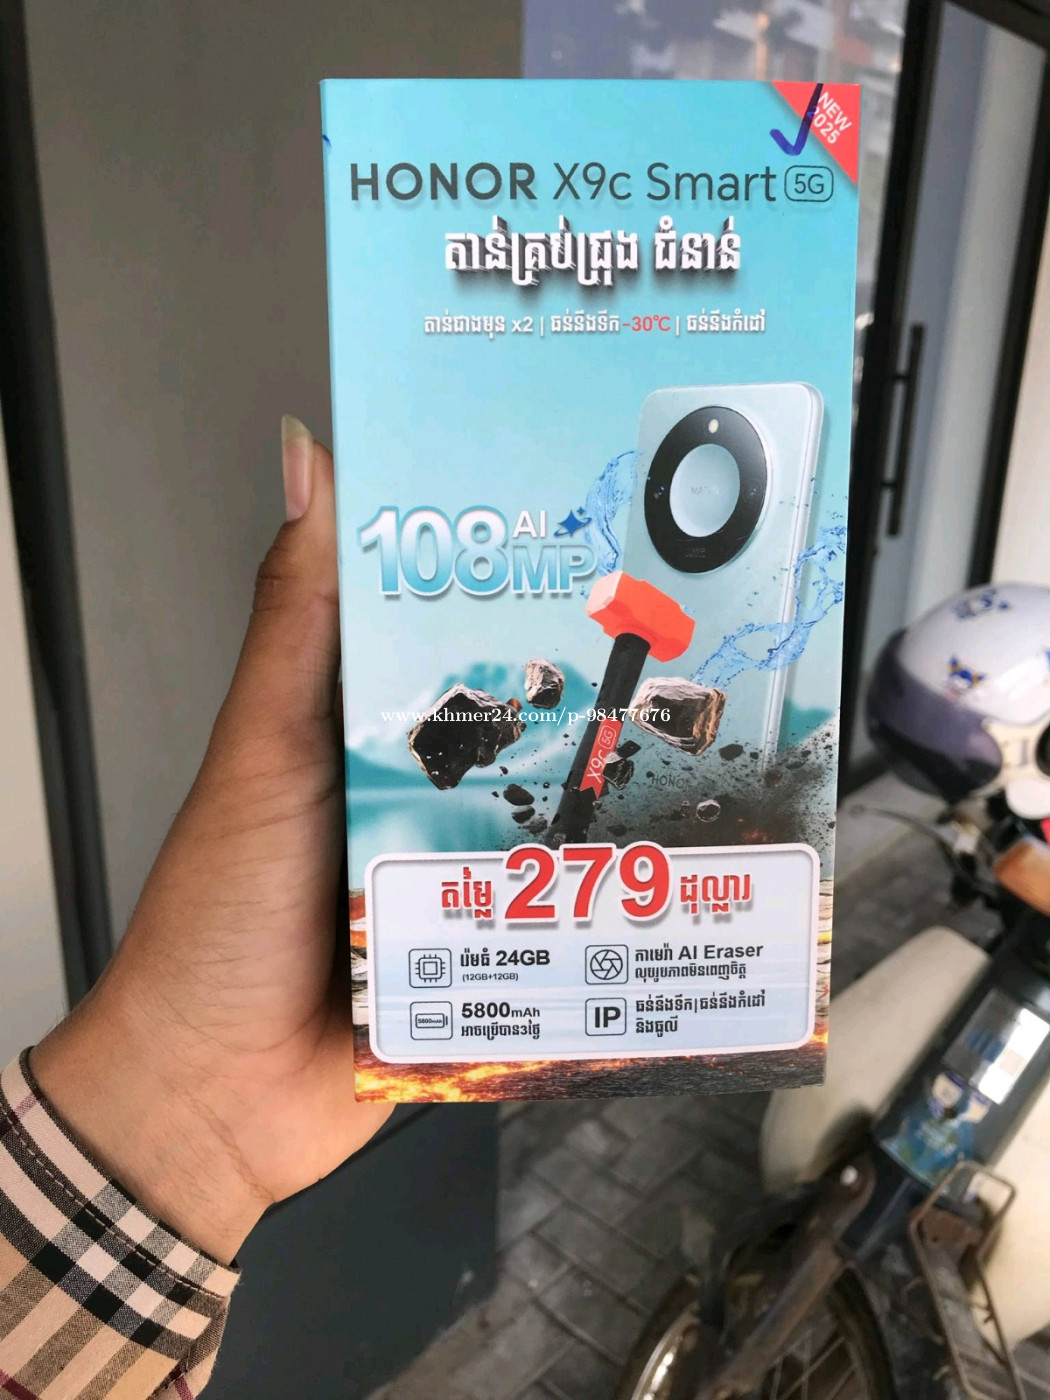 NEW
2025
HONOR X9c Smart 5G
តាន់គ្រប់ជ្រុង ជំនាន់
តាន់ជាងមុន x2 | ធន់នឹងទឹក -30°C | ធន់នឹងកំដៅ
108 AI
MP
www.khmer24.com/p-98477676
X9c 5G
HONOR
តម្លៃ 279 ដុល្លារ
រ៉េមធំ 24GB
(12GB+12GB)
កាមេរ៉ា AI Eraser
លុបរូបភាពមិនពេញចិត្ត
5800mAh
5800mAh
អាចប្រើបាន១ថ្ងៃ
IP
ធន់នឹងទឹក|ធន់នឹងកំដៅ
និងធូលី